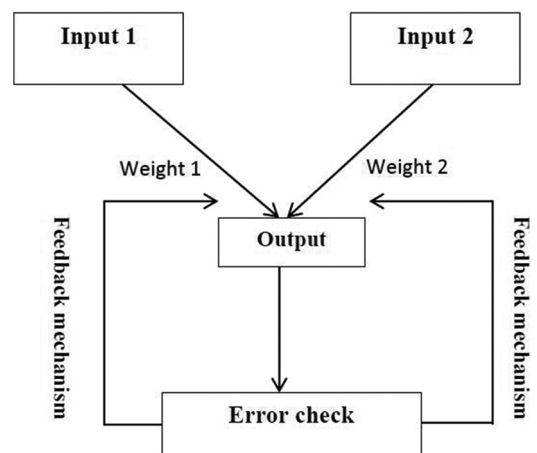 Input 1
Input 2
Weight 1
Weight 2
Output
Feedback mechanism
Feedback mechanism
Error check